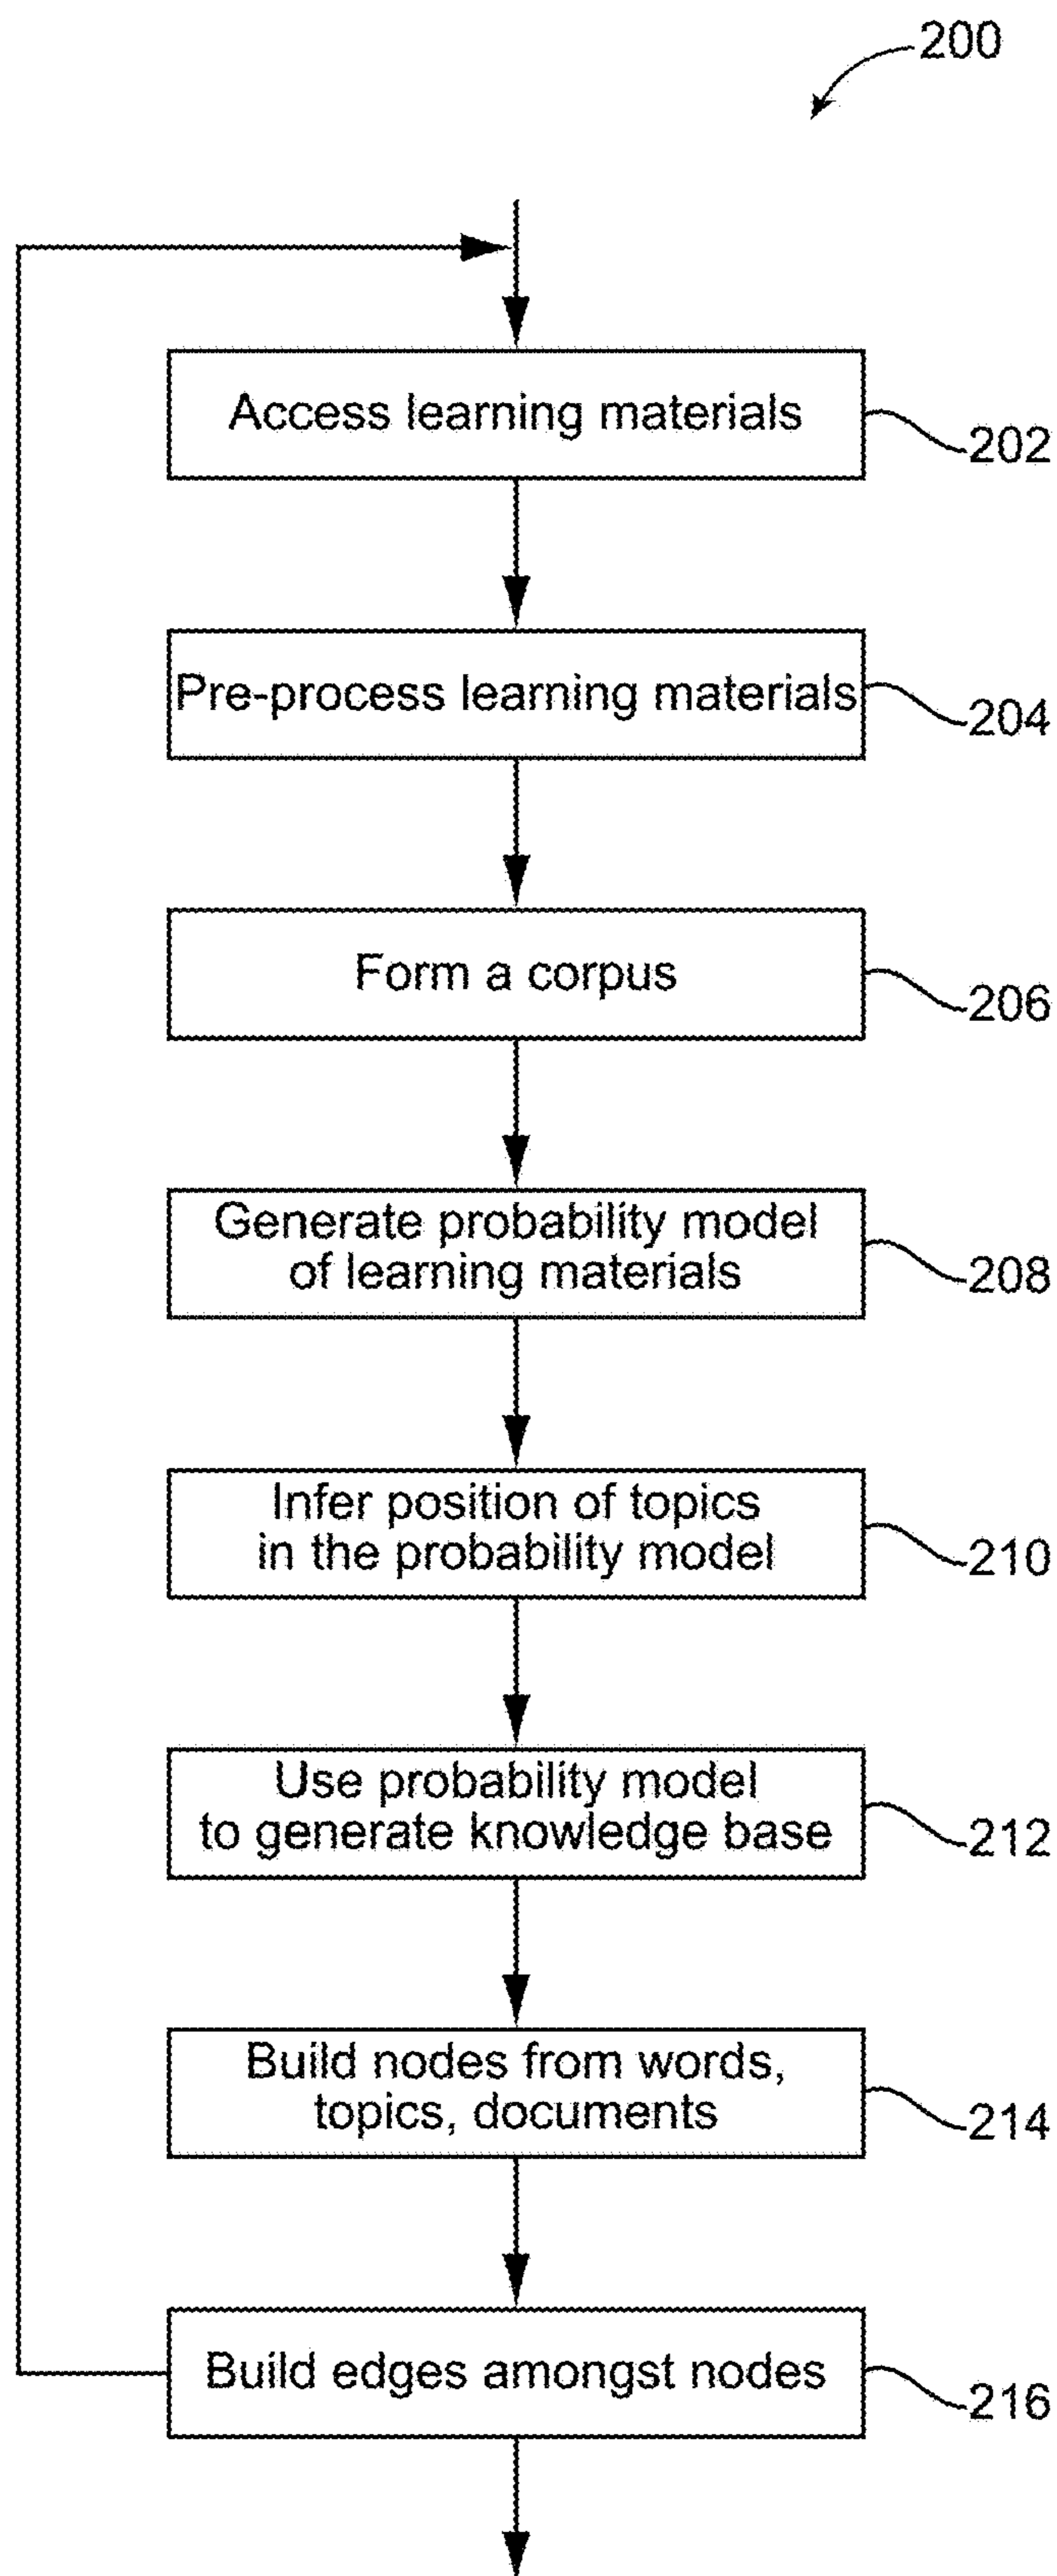 200
Access learning materials
202
Pre-process learning materials
204
Form a corpus
206
Generate probability model
of learning materials
208
Infer position of topics
in the probability model
210
Use probability model
to generate knowledge base
212
Build nodes from words,
topics, documents
214
Build edges amongst nodes
216